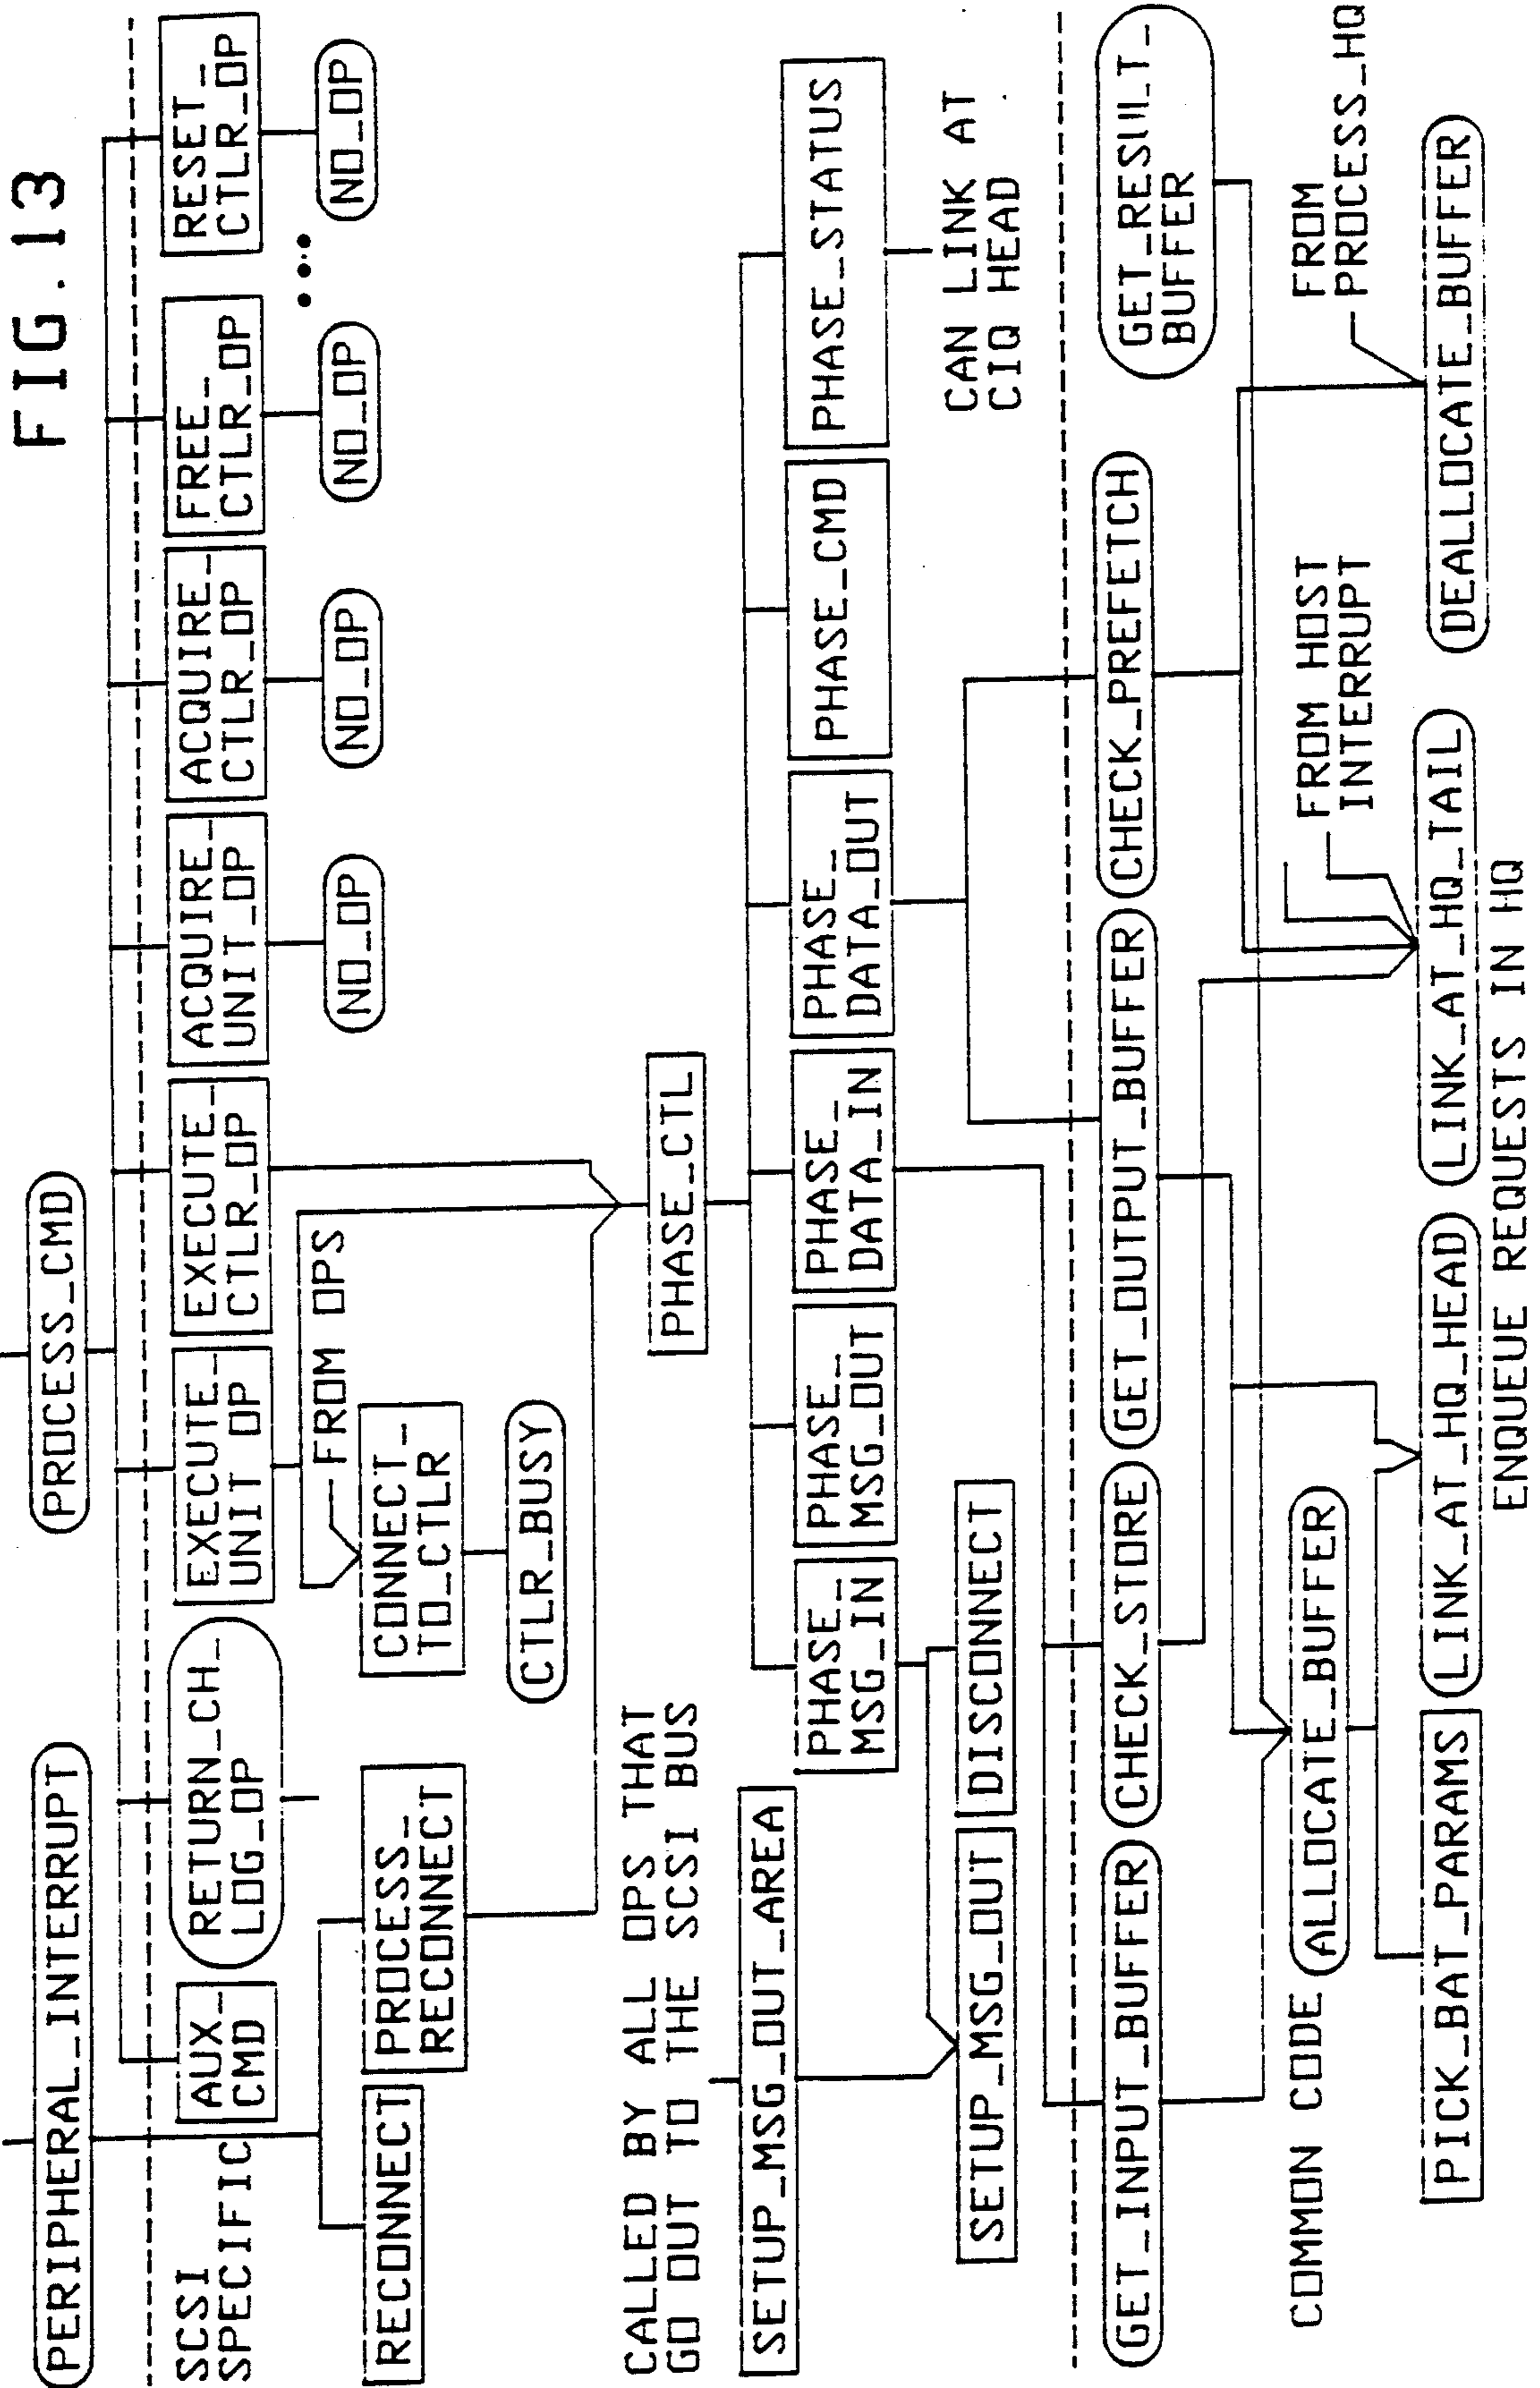 FIG.13
PROCESS_CMD
PERIPHERAL_INTERRUPT
SCSI
SPECIFIC
AUX_
CMD
RETURN_CH_
LOG_OP
EXECUTE_
UNIT OP
EXECUTE_
CTLR_OP
ACQUIRE_
UNIT_OP
ACQUIRE_
CTLR_OP
FREE_
CTLR_OP
RESET_
CTLR_OP
NO_OP
NO_OP
NO_OP
...
NO_OP
FROM OPS
RECONNECT
PROCESS_
RECONNECT
CONNECT_
TO_CTLR
CTLR_BUSY
CALLED BY ALL OPS THAT
GO OUT TO THE SCSI BUS
PHASE_CTL
SETUP_MSG_OUT_AREA
PHASE_
MSG_IN
PHASE_
MSG_OUT
PHASE_
DATA_IN
PHASE_
DATA_OUT
PHASE_CMD
PHASE_STATUS
SETUP_MSG_OUT
DISCONNECT
CAN LINK AT
CIQ HEAD
GET_INPUT_BUFFER
CHECK_STORE
GET_OUTPUT_BUFFER
CHECK_PREFETCH
GET_RESULT_
BUFFER
COMMON CODE
ALLOCATE_BUFFER
FROM HOST
INTERRUPT
FROM
PROCESS_HQ
PICK_BAT_PARAMS
LINK_AT_HQ_HEAD
LINK_AT_HQ_TAIL
DEALLOCATE_BUFFER
ENQUEUE REQUESTS IN HQ